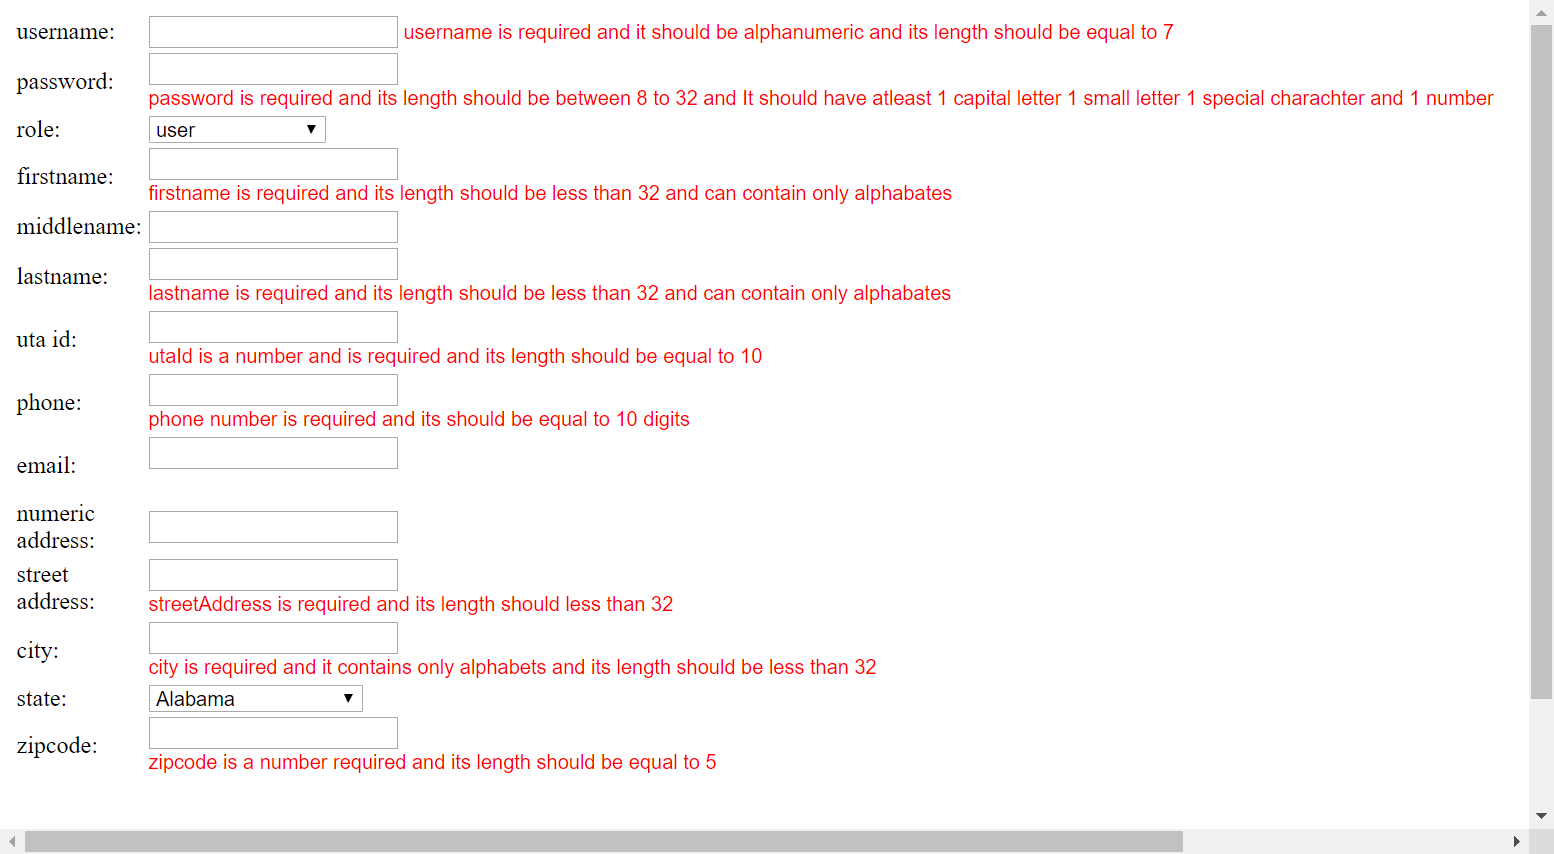 username: username is required and it should be alphanumeric and its length should be equal to 7
password:
password is required and its length should be between 8 to 32 and It should have atleast 1 capital letter 1 small letter 1 special charachter and 1 number
role: user
firstname:
firstname is required and its length should be less than 32 and can contain only alphabates
middlename:
lastname:
lastname is required and its length should be less than 32 and can contain only alphabates
uta id:
utaId is a number and is required and its length should be equal to 10
phone:
phone number is required and its should be equal to 10 digits
email:
numeric
address:
street
address:
streetAddress is required and its length should less than 32
city:
city is required and it contains only alphabets and its length should be less than 32
state: Alabama
zipcode:
zipcode is a number required and its length should be equal to 5